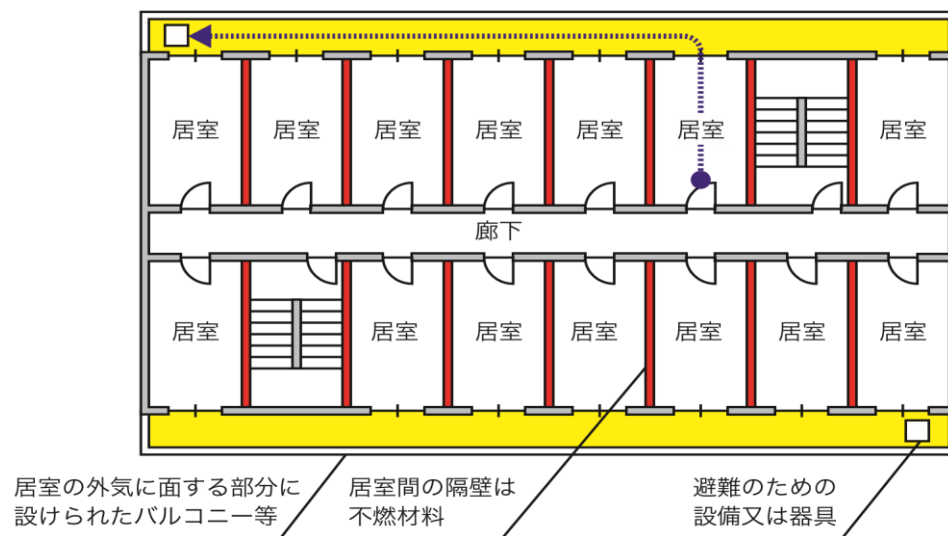 居室
居室
居室
居室
居室
居室
居室
廊下
居室
居室
居室
居室
居室
居室
居室
居室の外気に面する部分に
設けられたバルコニー等
居室間の隔壁は
不燃材料
避難のための
設備又は器具